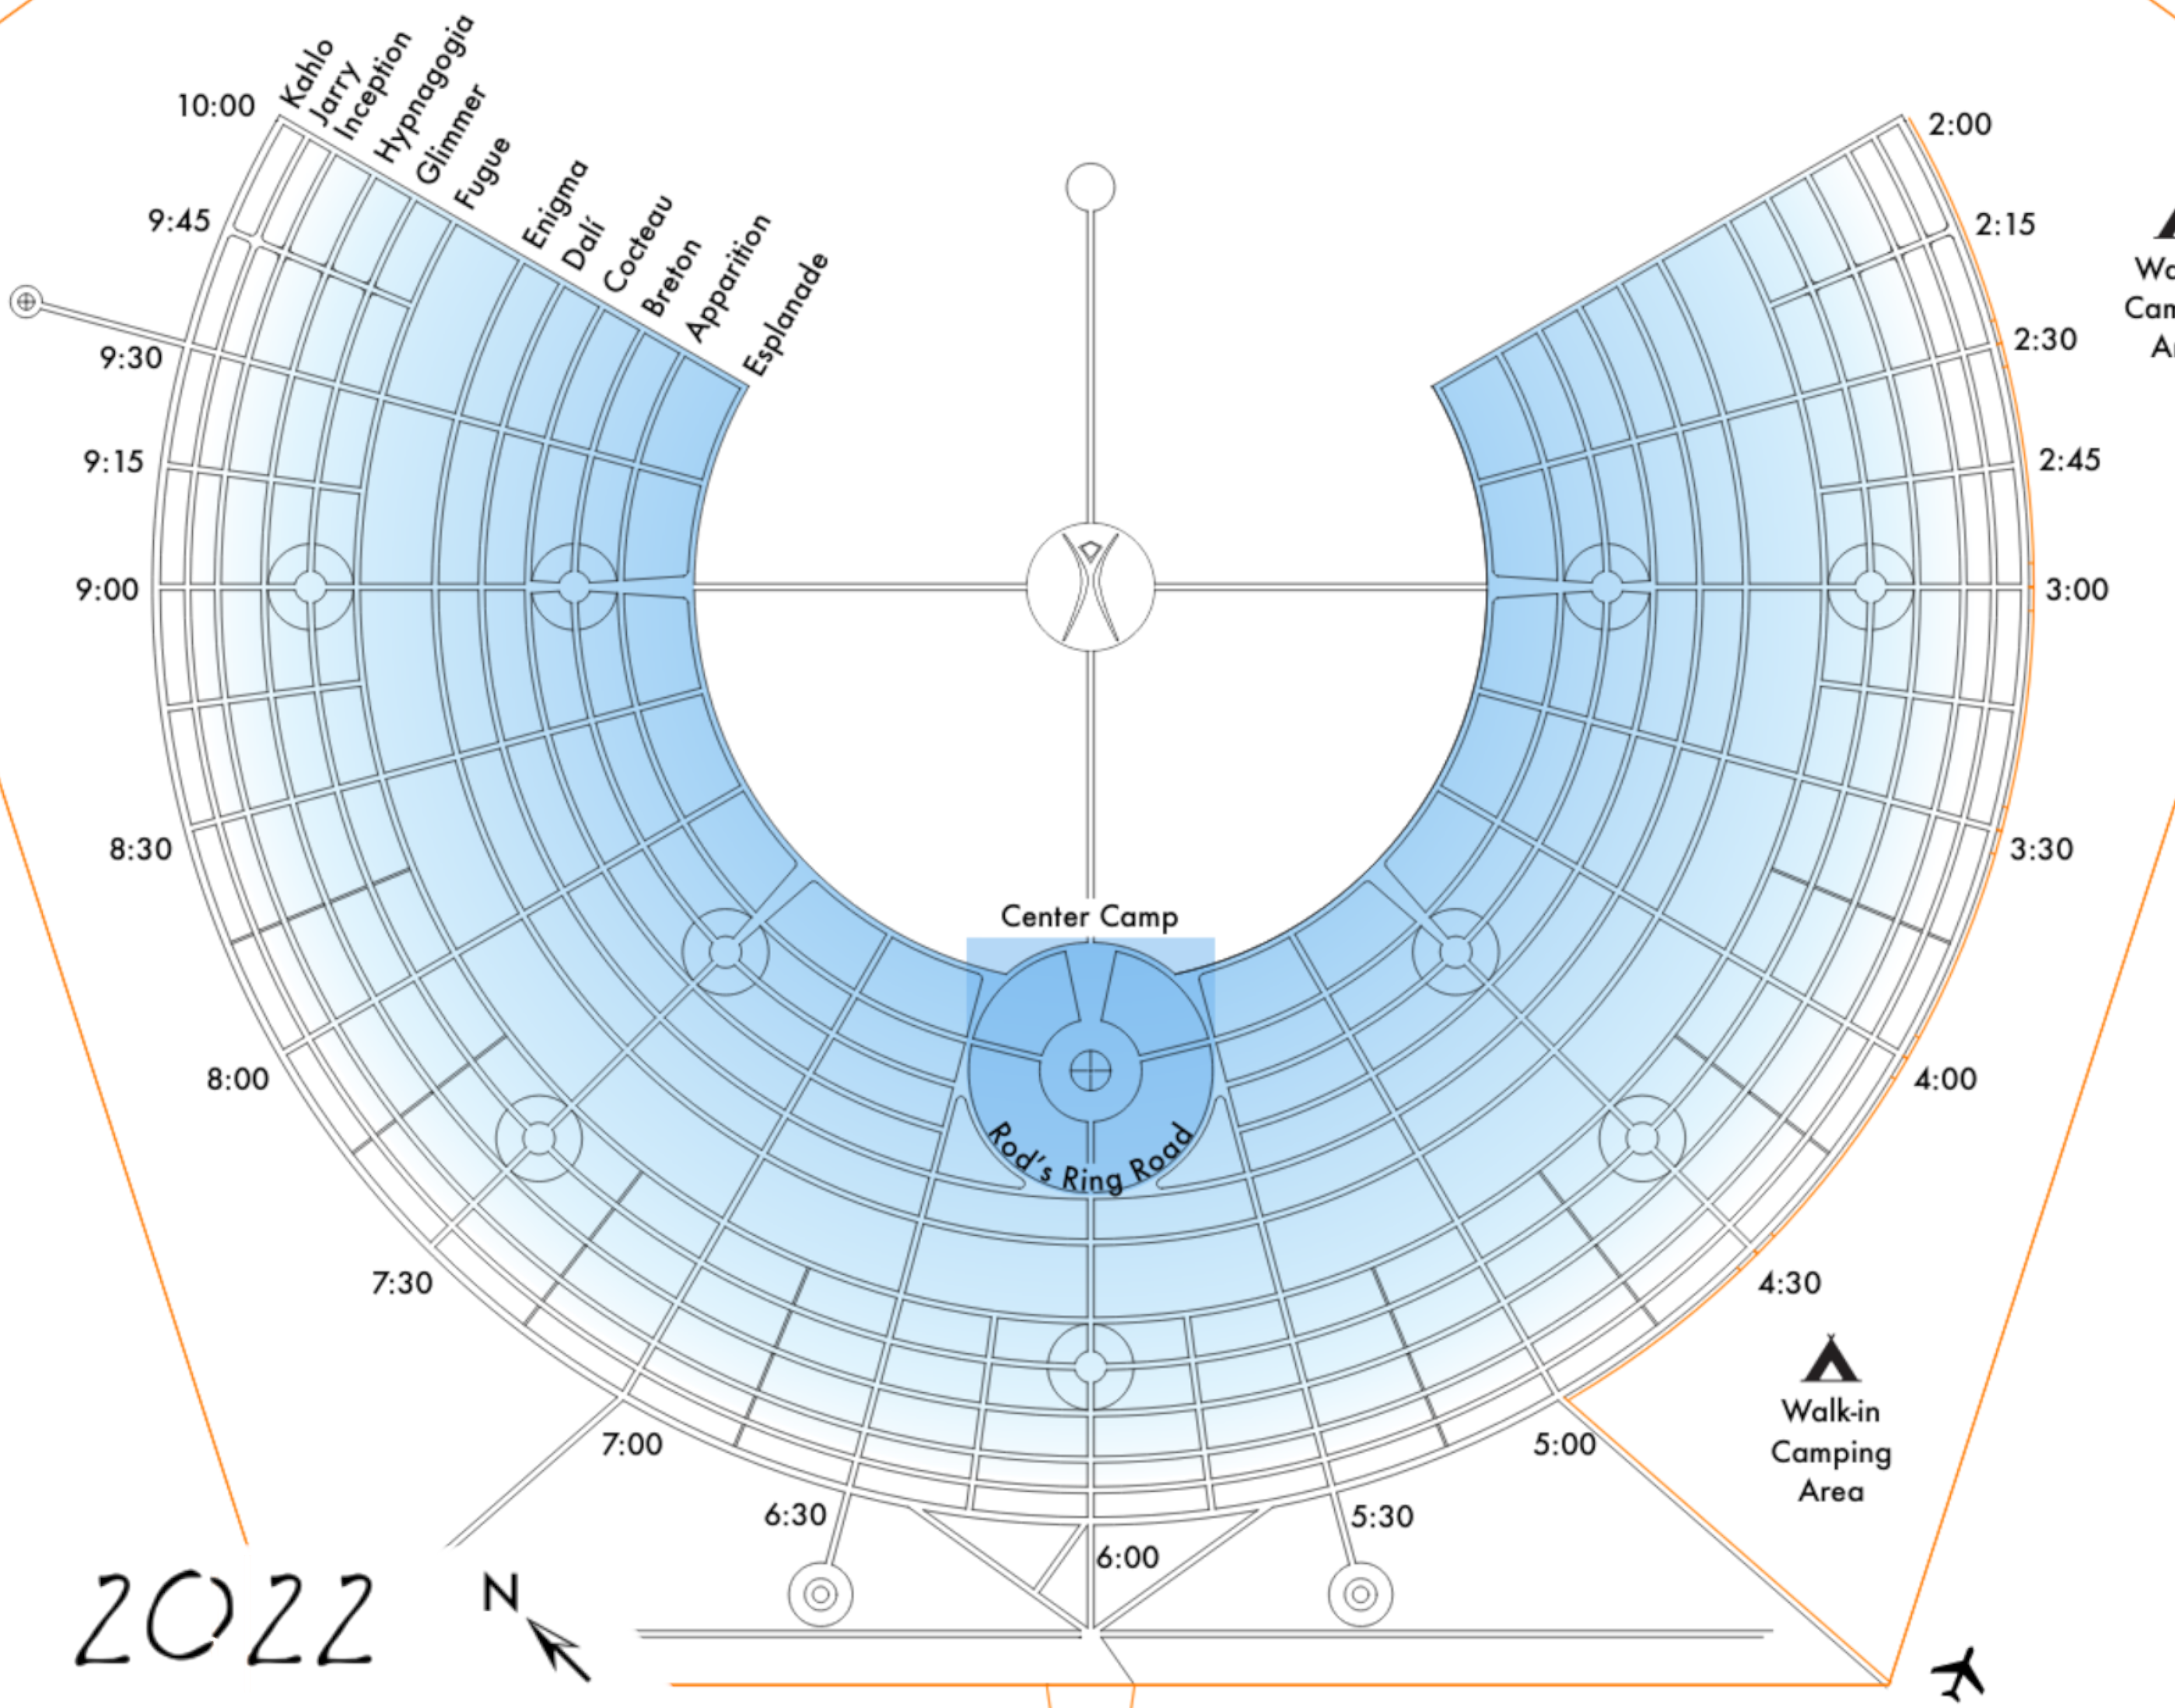 Kahlo
Jarry
Inception
Hypnagogia
Glimmer
Fugue
Enigma
Dalí
Cocteau
Breton
Apparition
Esplanade
10:00
9:45
9:30
9:15
9:00
8:30
8:00
7:30
7:00
6:30
6:00
5:30
5:00
4:30
4:00
3:30
3:00
2:45
2:30
2:15
2:00
Center Camp
Rod's Ring Road
Walk-in
Camping
Area
2022
N